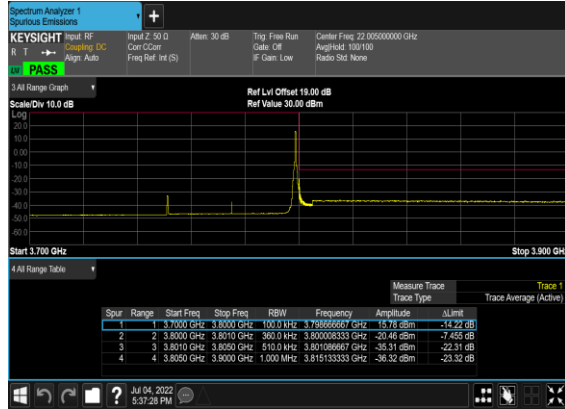 Spectrum Analyzer 1
Spurious Emissions
+
KEYSIGHT Input: RF Input Z: 50 Ω Atten: 30 dB Trig: Free Run Center Freq: 22.005000000 GHz
R T Coupling: DC Corr CCorr Gate: Off Avg|Hold: 100/100
Align: Auto Freq Ref: Int (S) IF Gain: Low Radio Std: None
PASS
3 All Range Graph
Ref Lvl Offset 19.00 dB
Scale/Div 10.0 dB Ref Value 30.00 dBm
Log
20.0
10.0
0.00
-10.0
-20.0
-30.0
-40.0
-50.0
-60.0
Start 3.700 GHz Stop 3.900 GH
4 All Range Table
Measure Trace Trace 1
Trace Type Trace Average (Active)
Spur Range Start Freq Stop Freq RBW Frequency Amplitude ΔLimit
1 1 3.7000 GHz 3.8000 GHz 100.0 kHz 3.798666667 GHz 15.78 dBm -14.22 dB
2 2 3.8000 GHz 3.8010 GHz 360.0 kHz 3.800008333 GHz -20.46 dBm -7.455 dB
3 3 3.8010 GHz 3.8050 GHz 510.0 kHz 3.801086667 GHz -35.31 dBm -22.31 dB
4 4 3.8050 GHz 3.9000 GHz 1.000 MHz 3.815133333 GHz -36.32 dBm -23.32 dB
? Jul 04, 2022
5:37:28 PM